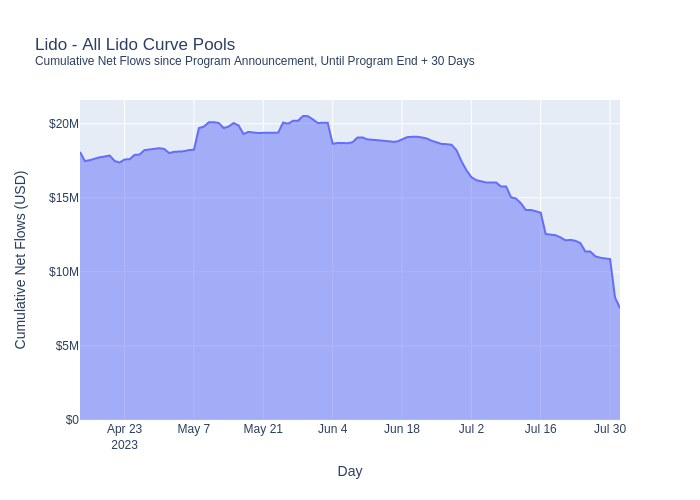 Lido - All Lido Curve Pools
Cumulative Net Flows since Program Announcement, Until Program End + 30 Days
Cumulative Net Flows (USD)
$20M
$15M
$10M
$5M
$0
Apr 23
2023
May 7
May 21
Jun 4
Jun 18
Jul 2
Jul 16
Jul 30
Day